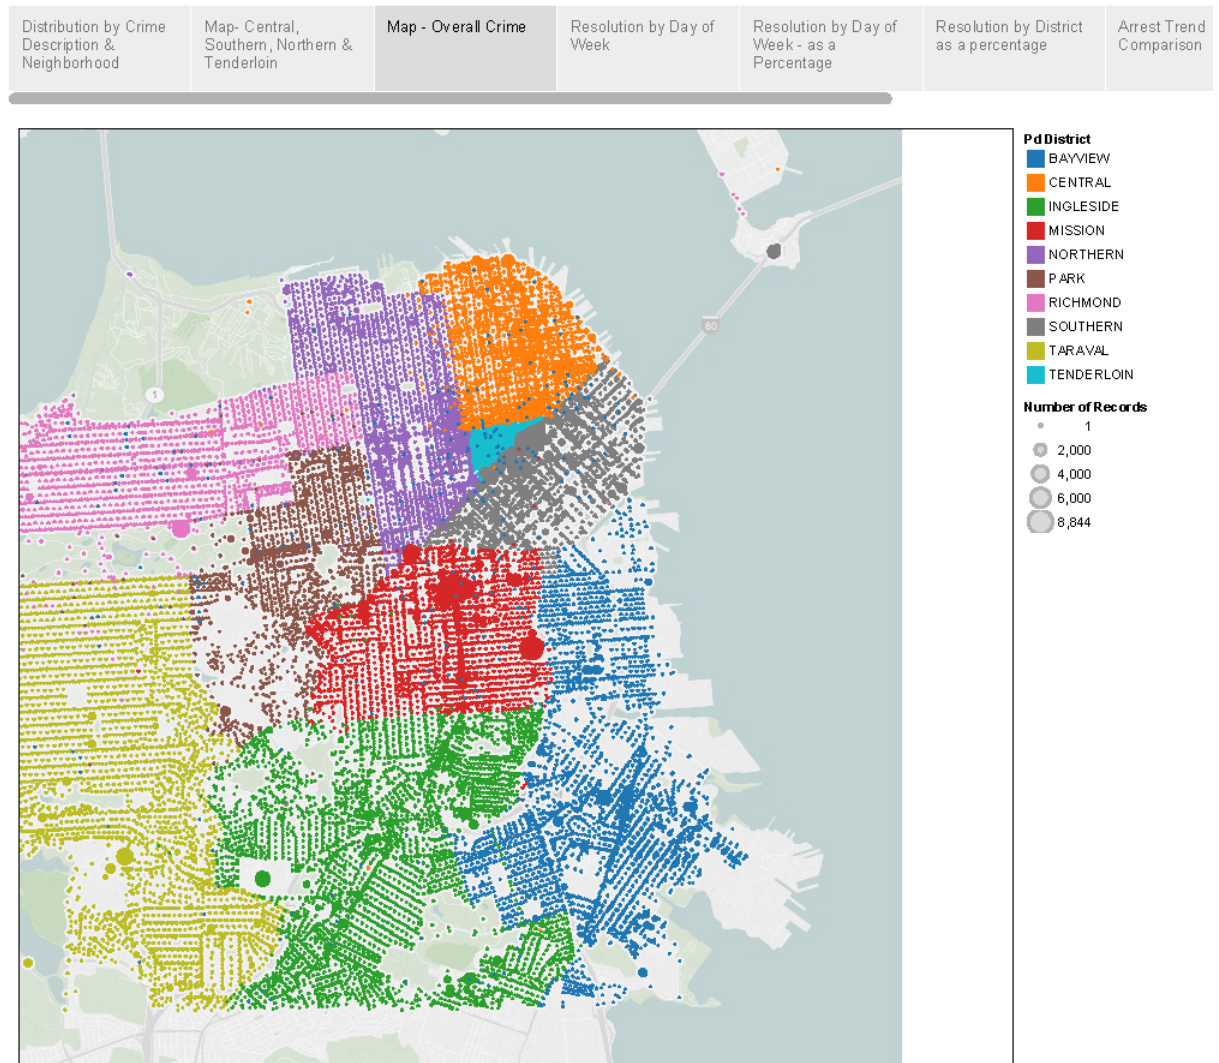 Distribution by Crime
Description &
Neighborhood
Map- Central,
Southern, Northern &
Tenderloin
Map - Overall Crime
Resolution by Day of
Week
Resolution by Day of
Week - as a
Percentage
Resolution by District
as a percentage
Arrest Trend
Comparison
Pd District
BAYVIEW
CENTRAL
INGLESIDE
MISSION
NORTHERN
PARK
RICHMOND
SOUTHERN
TARAVAL
TENDERLOIN
Number of Records
1
2,000
4,000
6,000
8,844
80
1